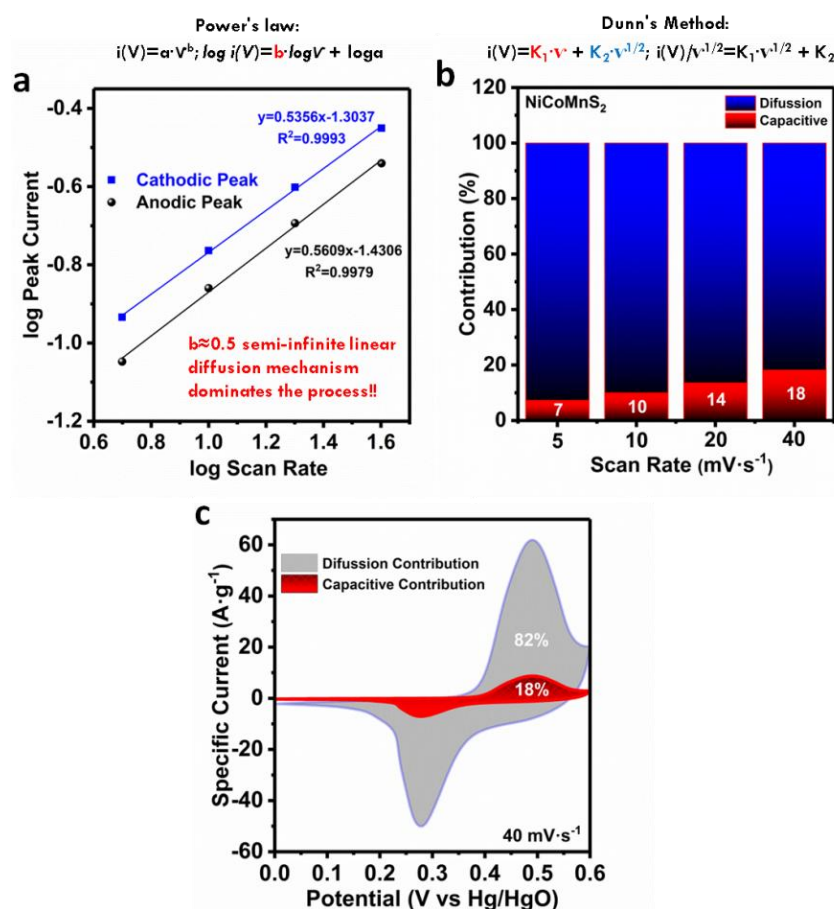 Power's law:
i(V)=a·v^b; log i(V)=b·logv + loga
Dunn's Method:
i(V)=K₁·v + K₂·v^1/2; i(V)/v^1/2=K₁·v^1/2 + K₂
a
-0.4
-0.6
-0.8
-1.0
-1.2
log Peak Current
y=0.5356x-1.3037
R²=0.9993
Cathodic Peak
Anodic Peak
y=0.5609x-1.4306
R²=0.9979
b≈0.5 semi-infinite linear
diffusion mechanism
dominates the process!!
0.6 0.8 1.0 1.2 1.4 1.6
log Scan Rate
b
120
100
80
60
40
20
0
Contribution (%)
NiCoMnS₂
Difussion
Capacitive
7 10 14 18
5 10 20 40
Scan Rate (mV·s⁻¹)
c
60
40
20
0
-20
-40
-60
Specific Current (A·g⁻¹)
Difussion Contribution
Capacitive Contribution
82%
18%
40 mV·s⁻¹
0.0 0.1 0.2 0.3 0.4 0.5 0.6
Potential (V vs Hg/HgO)